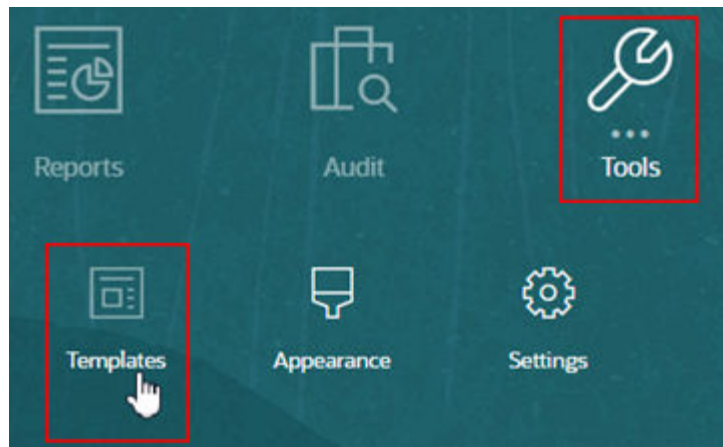 Reports
Audit
Tools
Templates
Appearance
Settings